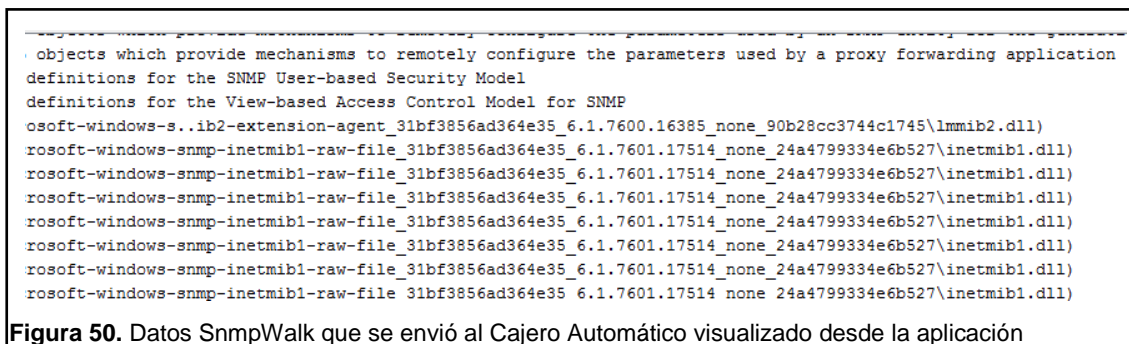 objects which provide mechanisms to remotely configure the parameters used by a proxy forwarding application
definitions for the SNMP User-based Security Model
definitions for the View-based Access Control Model for SNMP
osoft-windows-s..ib2-extension-agent_31bf3856ad364e35_6.1.7600.16385_none_90b28cc3744c1745\lmmib2.dll)
rosoft-windows-snmp-inetmib1-raw-file_31bf3856ad364e35_6.1.7601.17514_none_24a4799334e6b527\inetmib1.dll)
rosoft-windows-snmp-inetmib1-raw-file_31bf3856ad364e35_6.1.7601.17514_none_24a4799334e6b527\inetmib1.dll)
rosoft-windows-snmp-inetmib1-raw-file_31bf3856ad364e35_6.1.7601.17514_none_24a4799334e6b527\inetmib1.dll)
rosoft-windows-snmp-inetmib1-raw-file_31bf3856ad364e35_6.1.7601.17514_none_24a4799334e6b527\inetmib1.dll)
rosoft-windows-snmp-inetmib1-raw-file_31bf3856ad364e35_6.1.7601.17514_none_24a4799334e6b527\inetmib1.dll)
rosoft-windows-snmp-inetmib1-raw-file_31bf3856ad364e35_6.1.7601.17514_none_24a4799334e6b527\inetmib1.dll)
rosoft-windows-snmp-inetmib1-raw-file 31bf3856ad364e35 6.1.7601.17514 none 24a4799334e6b527\inetmib1.dll)
Figura 50. Datos SnmpWalk que se envió al Cajero Automático visualizado desde la aplicación